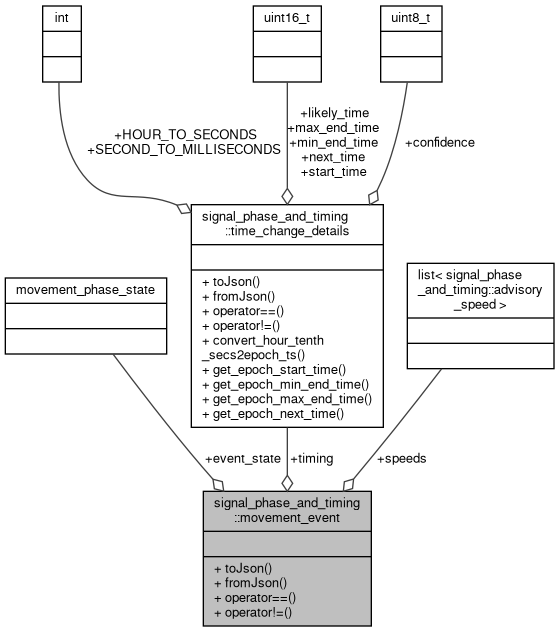 int
uint16_t
uint8_t
+HOUR_TO_SECONDS
+SECOND_TO_MILLISECONDS
+likely_time
+max_end_time
+min_end_time
+next_time
+start_time
+confidence
signal_phase_and_timing
::time_change_details
+ toJson()
+ fromJson()
+ operator==()
+ operator!=()
+ convert_hour_tenth
_secs2epoch_ts()
+ get_epoch_start_time()
+ get_epoch_min_end_time()
+ get_epoch_max_end_time()
+ get_epoch_next_time()
movement_phase_state
list< signal_phase
_and_timing::advisory
_speed >
+event_state
+timing
+speeds
signal_phase_and_timing
::movement_event
+ toJson()
+ fromJson()
+ operator==()
+ operator!=()